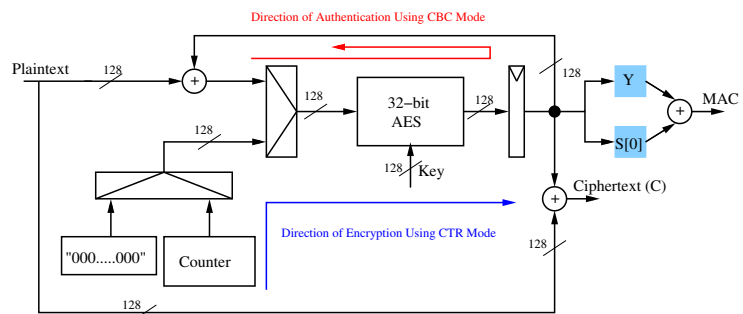 Direction of Authentication Using CBC Mode
Plaintext
128
128
128
128
128
32-bit
AES
128
Key
Y
S[0]
MAC
Ciphertext (C)
"000.....000"
Counter
Direction of Encryption Using CTR Mode
128
128